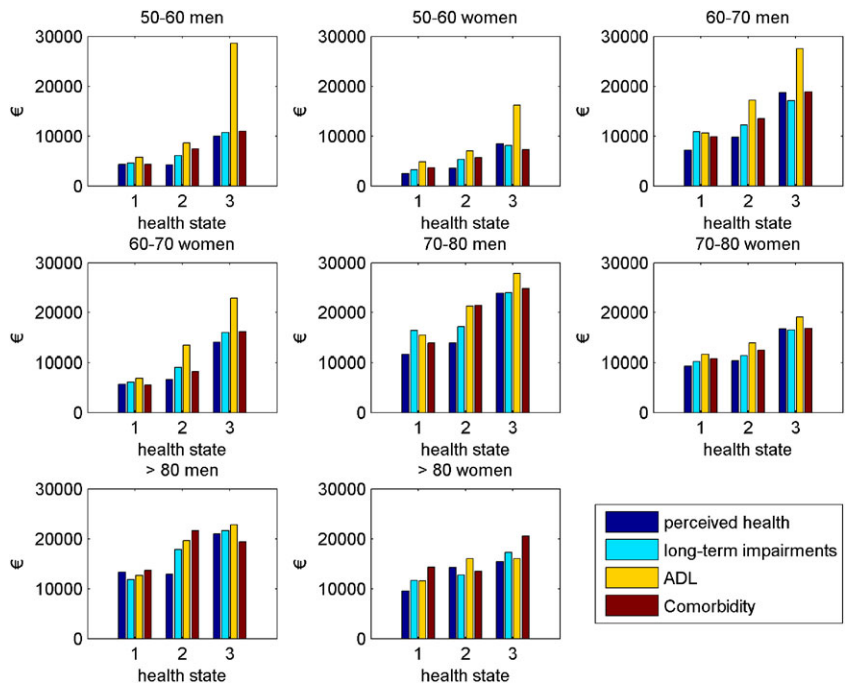 50-60 men
30000
20000
10000
0
€
1 2 3
health state
50-60 women
30000
20000
10000
0
€
1 2 3
health state
60-70 men
30000
20000
10000
0
€
1 2 3
health state
60-70 women
30000
20000
10000
0
€
1 2 3
health state
70-80 men
30000
20000
10000
0
€
1 2 3
health state
70-80 women
30000
20000
10000
0
€
1 2 3
health state
> 80 men
30000
20000
10000
0
€
1 2 3
health state
> 80 women
30000
20000
10000
0
€
1 2 3
health state
perceived health
long-term impairments
ADL
Comorbidity